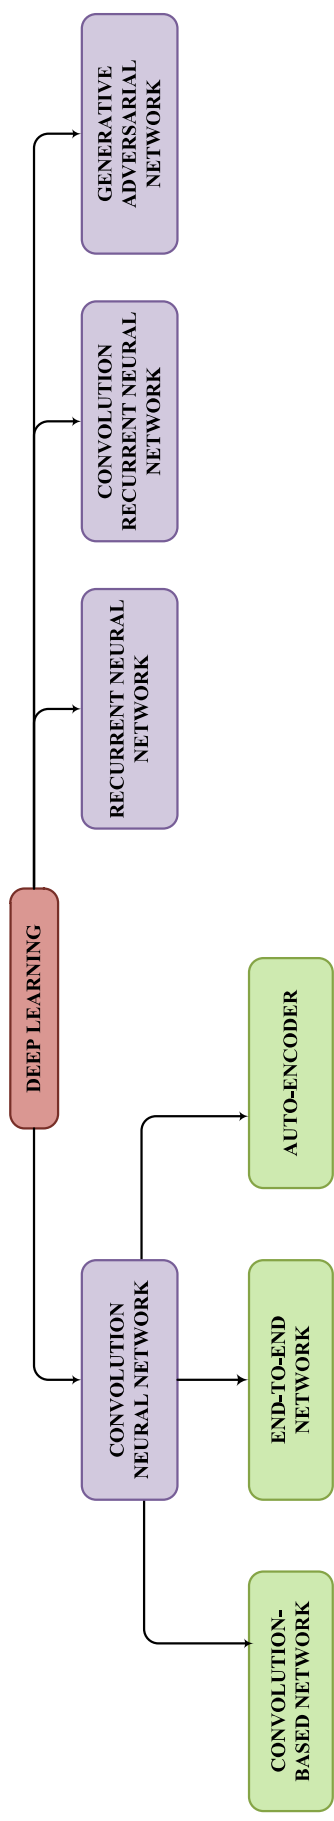 DEEP LEARNING
CONVOLUTION
NEURAL NETWORK
RECURRENT NEURAL
NETWORK
CONVOLUTION
RECURRENT NEURAL
NETWORK
GENERATIVE
ADVERSARIAL
NETWORK
CONVOLUTION-
BASED NETWORK
END-TO-END
NETWORK
AUTO-ENCODER